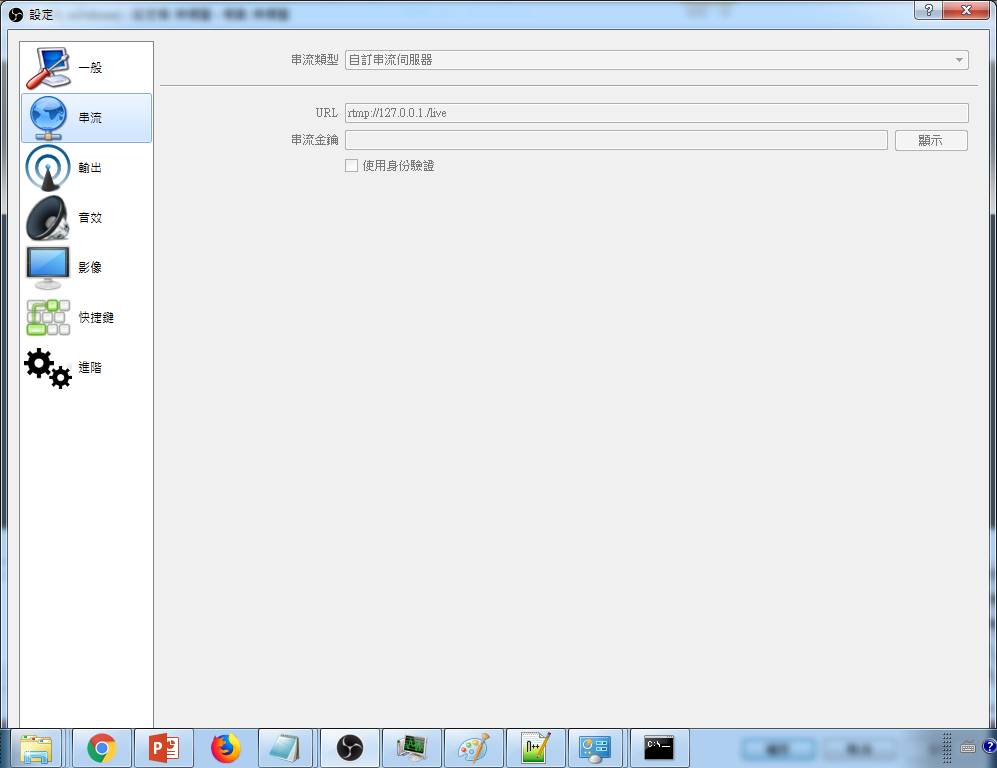 設定
一般
串流
輸出
音效
影像
快捷鍵
進階
串流類型 自訂串流伺服器
URL rtmp://127.0.0.1./live
串流金鑰 顯示
使用身份驗證